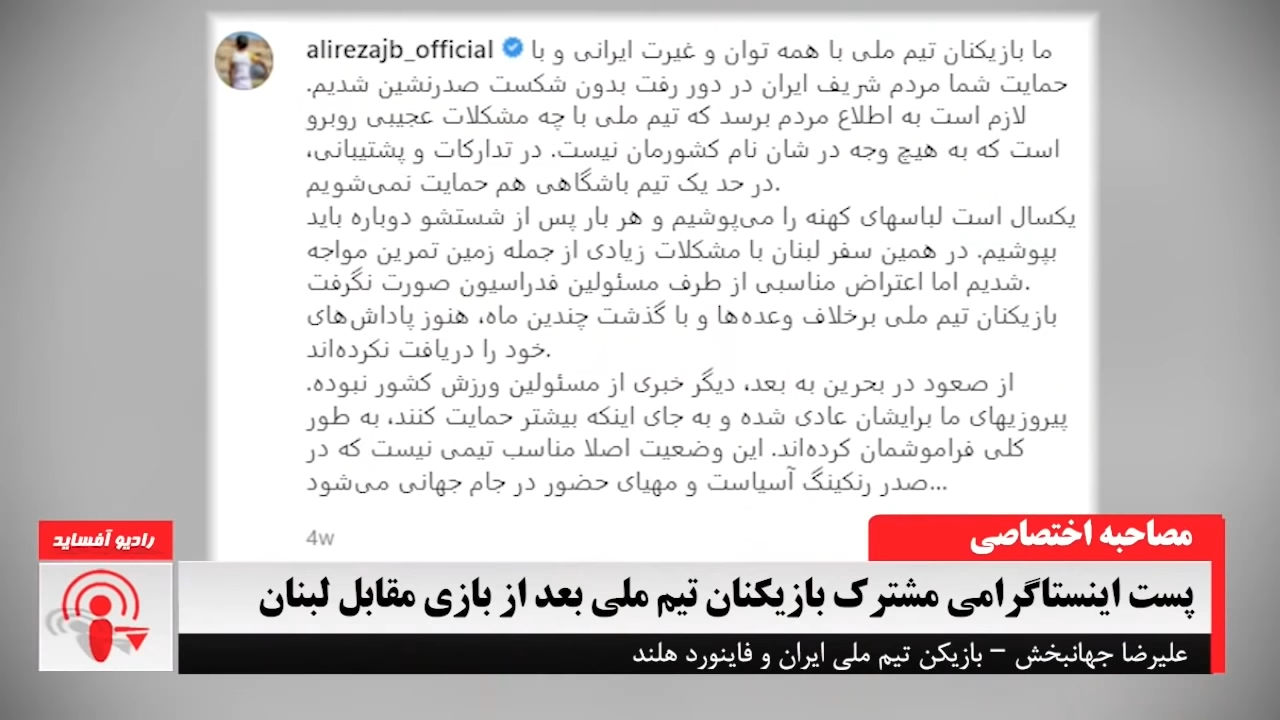 alirezajb_official ما بازیکنان تیم ملی با همه توان و غیرت ایرانی و با
حمایت شما مردم شریف ایران در دور رفت بدون شکست صدرنشین شدیم.
لازم است به اطلاع مردم برسد که تیم ملی با چه مشکلات عجیبی روبرو
است که به هیچ وجه در شان نام کشورمان نیست. در تدارکات و پشتیبانی،
در حد یک تیم باشگاهی هم حمایت نمی‌شویم.
یکسال است لباسهای کهنه را می‌پوشیم و هر بار پس از شستشو دوباره باید
بپوشیم. در همین سفر لبنان با مشکلات زیادی از جمله زمین تمرین مواجه
شدیم اما اعتراض مناسبی از طرف مسئولین فدراسیون صورت نگرفت.
بازیکنان تیم ملی برخلاف وعده‌ها و با گذشت چندین ماه، هنوز پاداش‌های
خود را دریافت نکرده‌اند.
از صعود در بحرین به بعد، دیگر خبری از مسئولین ورزش کشور نبوده.
پیروزیهای ما برایشان عادی شده و به جای اینکه بیشتر حمایت کنند، به طور
کلی فراموشمان کرده‌اند. این وضعیت اصلا مناسب تیمی نیست که در
صدر رنکینگ آسیاست و مهیای حضور در جام جهانی می‌شود...
4w
رادیو آفساید
مصاحبه اختصاصی
پست اینستاگرامی مشترک بازیکنان تیم ملی بعد از بازی مقابل لبنان
علیرضا جهانبخش – بازیکن تیم ملی ایران و فاینورد هلند